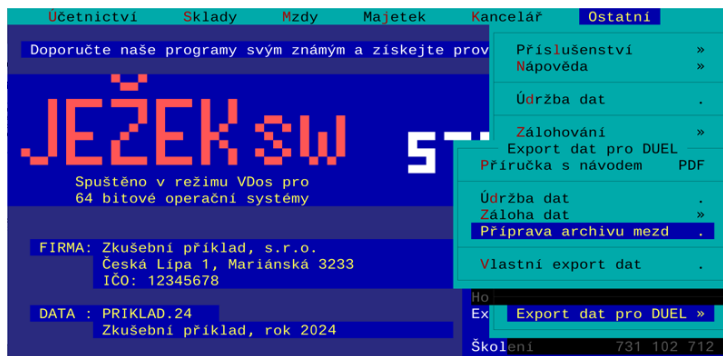 Účetnictví Sklady Mzdy Majetek Kancelář Ostatní
Doporučte naše programy svým známým a získejte prov
JEŽEK SW ST
Spuštěno v režimu VDos pro
64 bitové operační systémy
FIRMA: Zkušební příklad, s.r.o.
Česká Lípa 1, Mariánská 3233
IČO: 12345678
DATA : PRIKLAD.24
Zkušební příklad, rok 2024
Příslušenství »
Nápověda »
Údržba dat .
Zálohování »
Export dat pro DUEL
Příručka s návodem PDF
Údržba dat .
Záloha dat »
Příprava archivu mezd .
Vlastní export dat .
Ho
Ex Export dat pro DUEL »
Školení 731 102 712